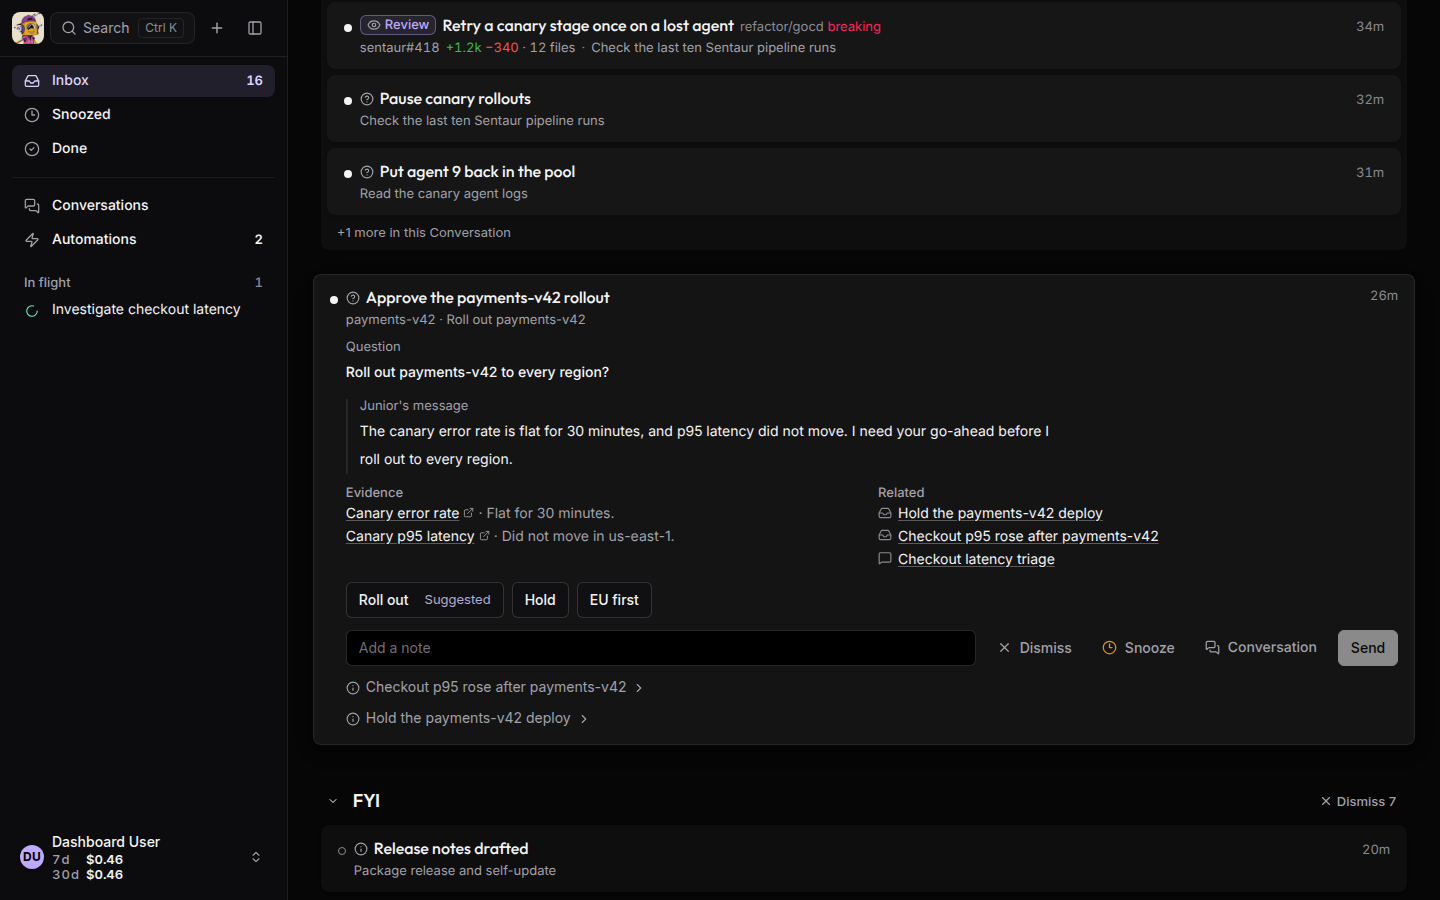 Search Ctrl K
Inbox 16
Snoozed
Done
Conversations
Automations 2
In flight 1
Investigate checkout latency
DU
Dashboard User
7d $0.46
30d $0.46
Review Retry a canary stage once on a lost agent refactor/gocd breaking 34m
sentaur#418 +1.2k −340 · 12 files · Check the last ten Sentaur pipeline runs
Pause canary rollouts 32m
Check the last ten Sentaur pipeline runs
Put agent 9 back in the pool 31m
Read the canary agent logs
+1 more in this Conversation
Approve the payments-v42 rollout 26m
payments-v42 · Roll out payments-v42
Question
Roll out payments-v42 to every region?
Junior's message
The canary error rate is flat for 30 minutes, and p95 latency did not move. I need your go-ahead before I
roll out to every region.
Evidence
Canary error rate · Flat for 30 minutes.
Canary p95 latency · Did not move in us-east-1.
Related
Hold the payments-v42 deploy
Checkout p95 rose after payments-v42
Checkout latency triage
Roll out Suggested Hold EU first
Add a note Dismiss Snooze Conversation Send
Checkout p95 rose after payments-v42
Hold the payments-v42 deploy
FYI Dismiss 7
Release notes drafted 20m
Package release and self-update